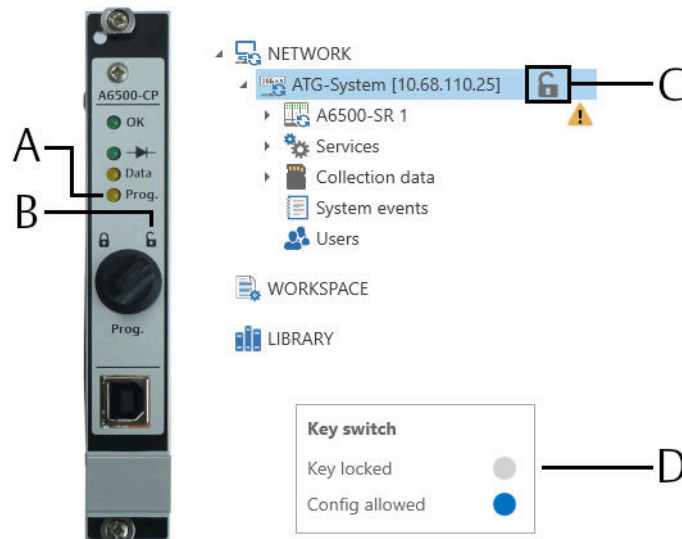 A6500-CP
OK
Data
Prog.
Prog.
A
B
NETWORK
ATG-System [10.68.110.25]
A6500-SR 1
Services
Collection data
System events
Users
WORKSPACE
LIBRARY
C
Key switch
Key locked
Config allowed
D